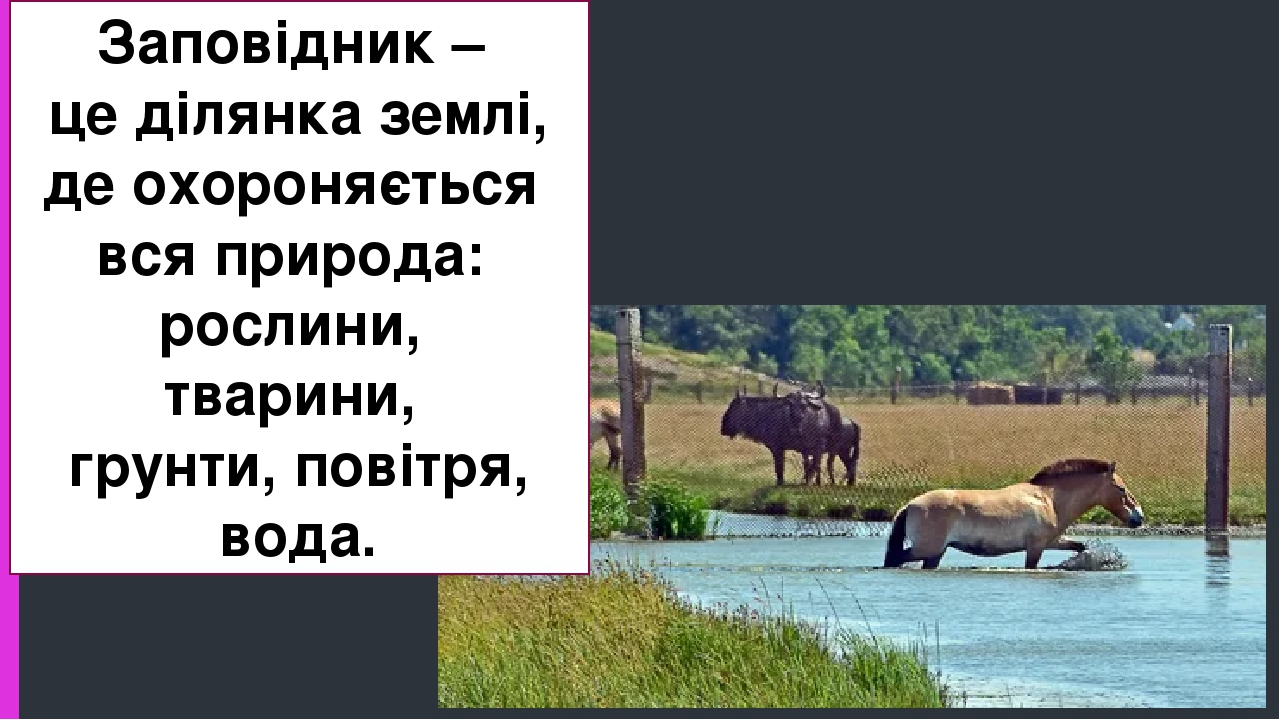 Заповідник –
це ділянка землі,
де охороняється
вся природа:
рослини,
тварини,
грунти, повітря,
вода.